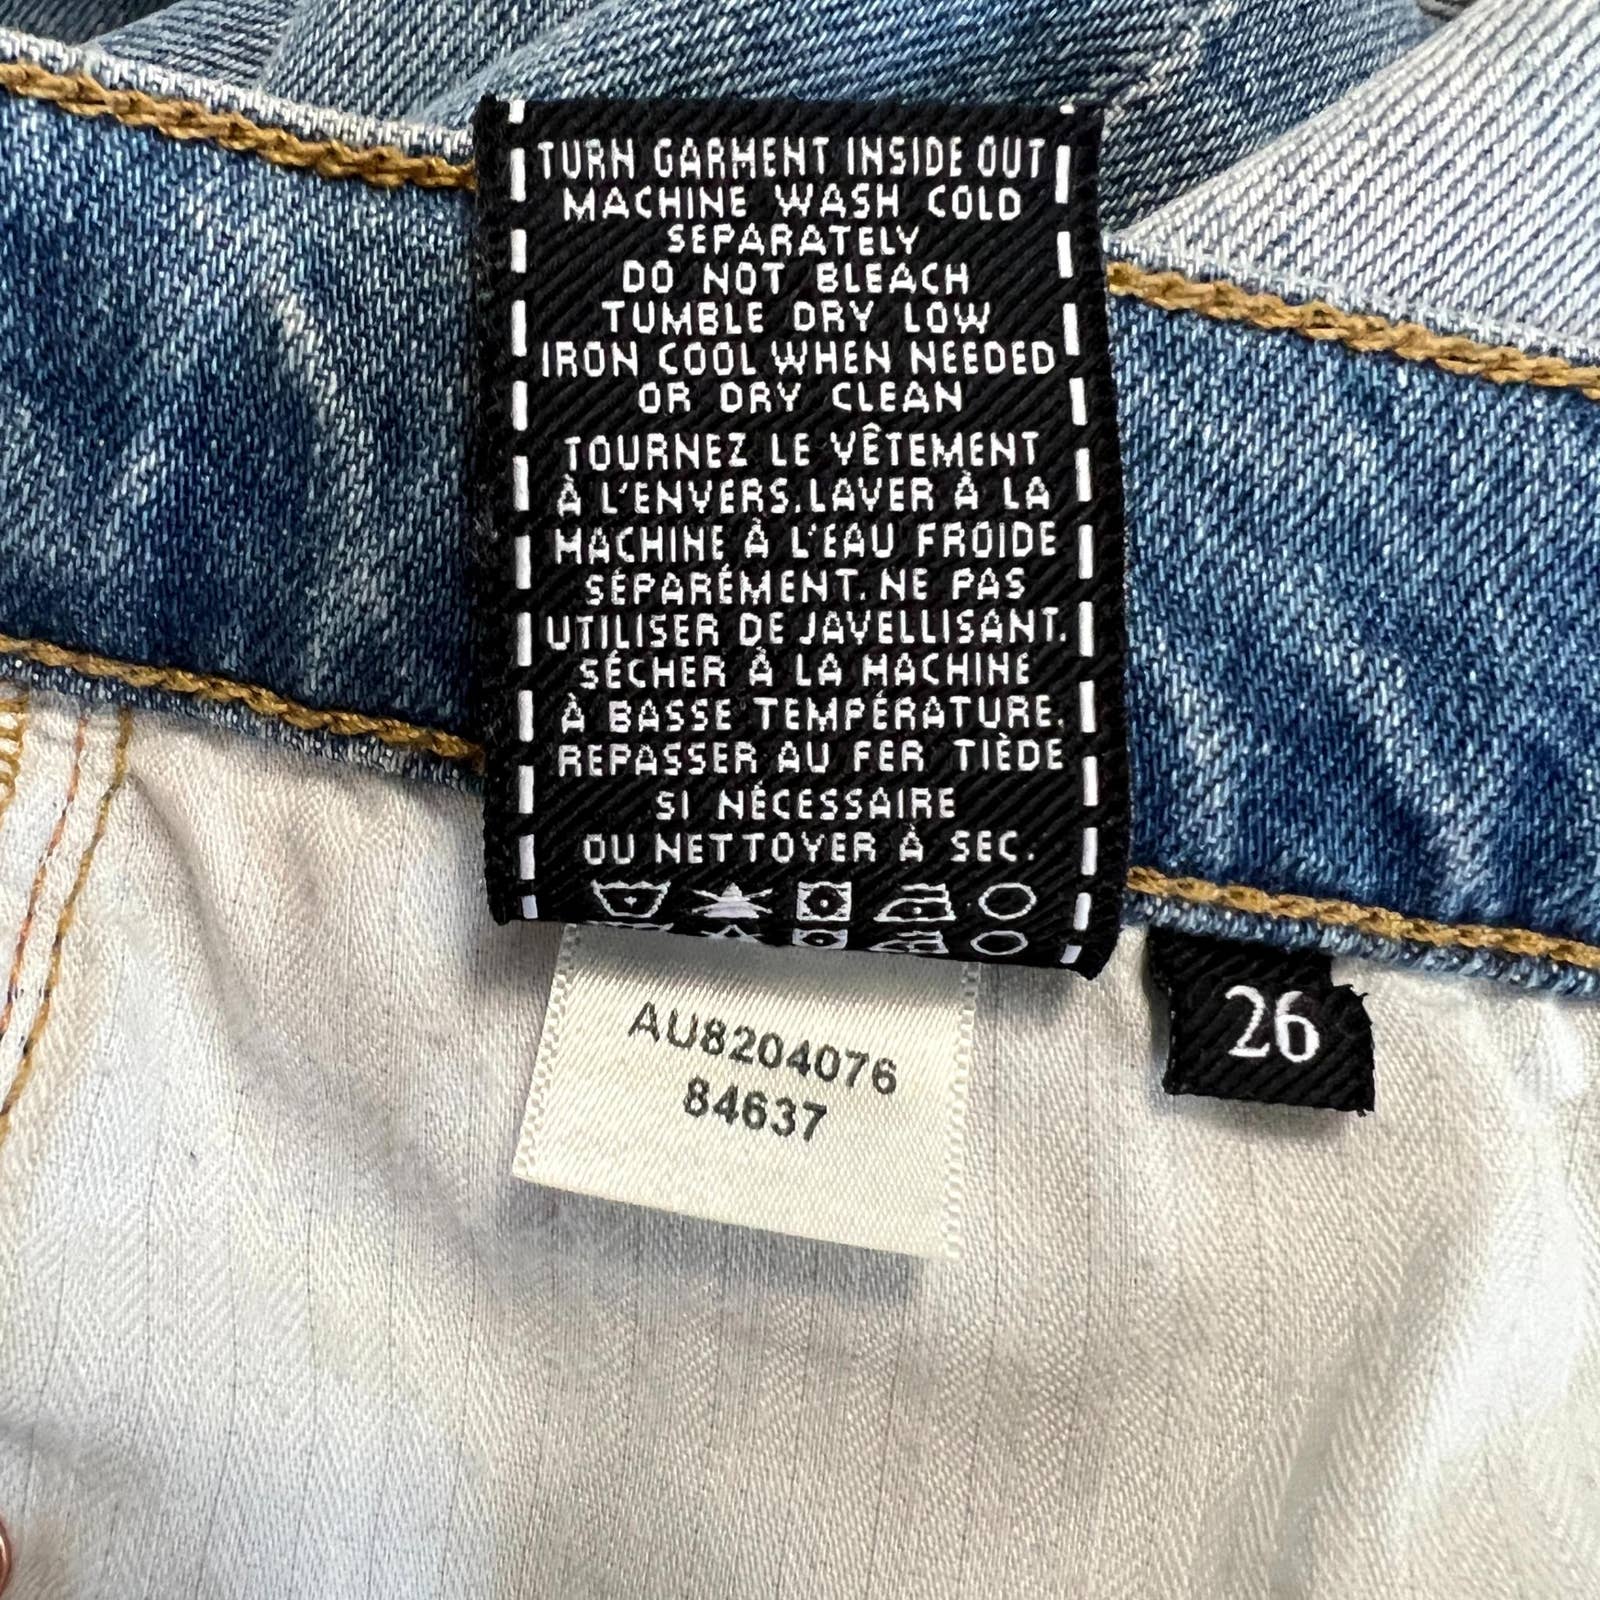 TURN GARMENT INSIDE OUT
MACHINE WASH COLD
SEPARATELY
DO NOT BLEACH
TUMBLE DRY LOW
IRON COOL WHEN NEEDED
OR DRY CLEAN
TOURNEZ LE VÊTEMENT
À L'ENVERS.LAVER À LA
MACHINE À L'EAU FROIDE
SÉPARÉMENT. NE PAS
UTILISER DE JAVELLISANT.
SÉCHER À LA MACHINE
À BASSE TEMPÉRATURE.
REPASSER AU FER TIÈDE
SI NÉCESSAIRE
OU NETTOYER À SEC.
AU8204076
84637
26